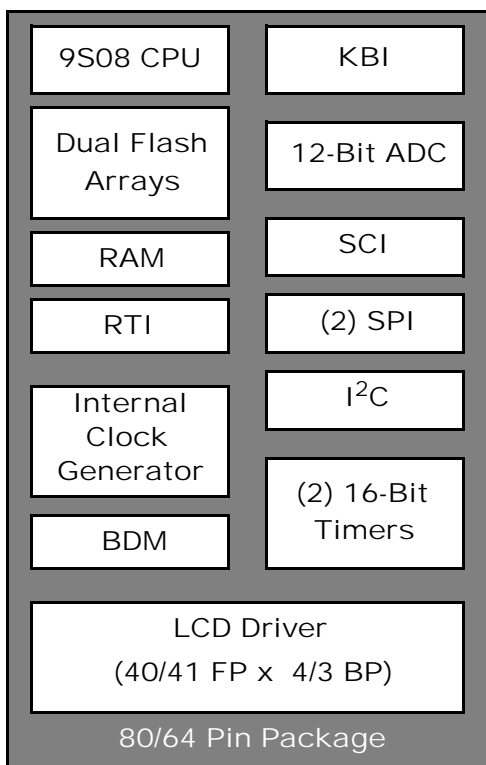 9S08 CPU
Dual Flash
Arrays
RAM
RTI
Internal
Clock
Generator
BDM
KBI
12-Bit ADC
SCI
(2) SPI
I²C
(2) 16-Bit
Timers
LCD Driver
(40/41 FP x 4/3 BP)
80/64 Pin Package